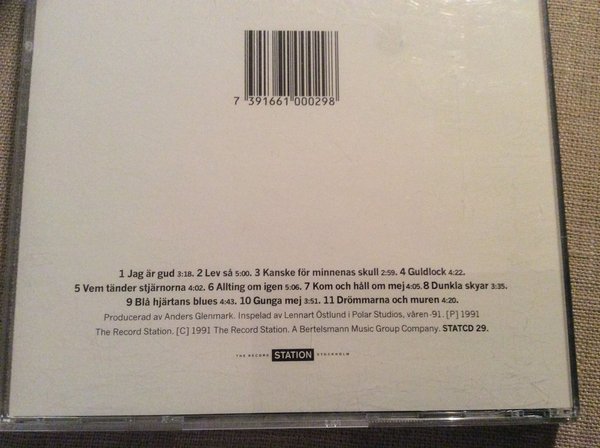 7 391661 000298
1 Jag är gud 3:18. 2 Lev så 5:00. 3 Kanske för minnenas skull 2:59. 4 Guldlock 4:22.
5 Vem tänder stjärnorna 4:02. 6 Allting om igen 5:06. 7 Kom och håll om mej 4:05. 8 Dunkla skyar 3:35.
9 Blå hjärtans blues 4:43. 10 Gunga mej 3:51. 11 Drömmarna och muren 4:20.
Producerad av Anders Glenmark. Inspelad av Lennart Östlund i Polar Studios, våren -91. [P] 1991
The Record Station. [C] 1991 The Record Station. A Bertelsmann Music Group Company. STATCD 29.
THE RECORD STATION STOCKHOLM